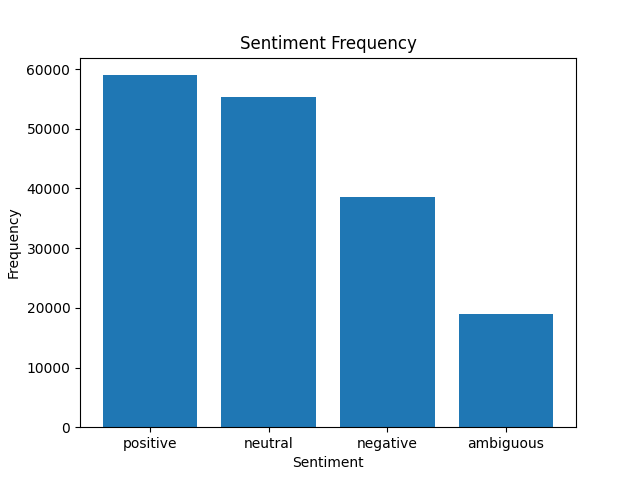 Sentiment Frequency
60000
50000
40000
30000
20000
10000
0
Frequency
positive
neutral
negative
ambiguous
Sentiment